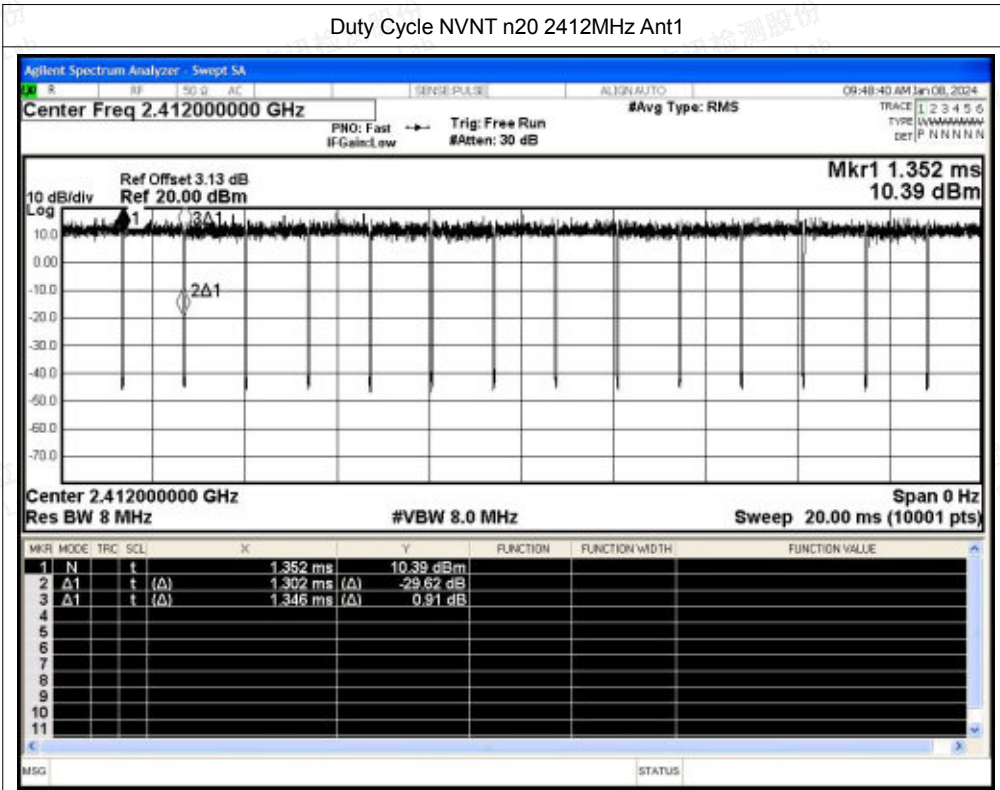 Duty Cycle NVNT n20 2412MHz Ant1
Agilent Spectrum Analyzer - Swept SA
R RF 50 Ω AC SENSE:PULSE ALIGN AUTO 09:48:40 AM Jan 08, 2024
Center Freq 2.412000000 GHz #Avg Type: RMS TRACE 1 2 3 4 5 6
PNO: Fast Trig: Free Run TYPE
IFGain:Low #Atten: 30 dB DET P N N N N N
Mkr1 1.352 ms
Ref Offset 3.13 dB
10 dB/div Ref 20.00 dBm 10.39 dBm
Log
1 3Δ1
10.0
0.00
2Δ1
-10.0
-20.0
-30.0
-40.0
-50.0
-60.0
-70.0
Center 2.412000000 GHz Span 0 Hz
Res BW 8 MHz #VBW 8.0 MHz Sweep 20.00 ms (10001 pts)
MKR MODE TRC SCL X Y FUNCTION FUNCTION WIDTH FUNCTION VALUE
1 N t 1.352 ms 10.39 dBm
2 Δ1 t (Δ) 1.302 ms (Δ) -29.62 dB
3 Δ1 t (Δ) 1.346 ms (Δ) 0.91 dB
4
5
6
7
8
9
10
11
MSG STATUS